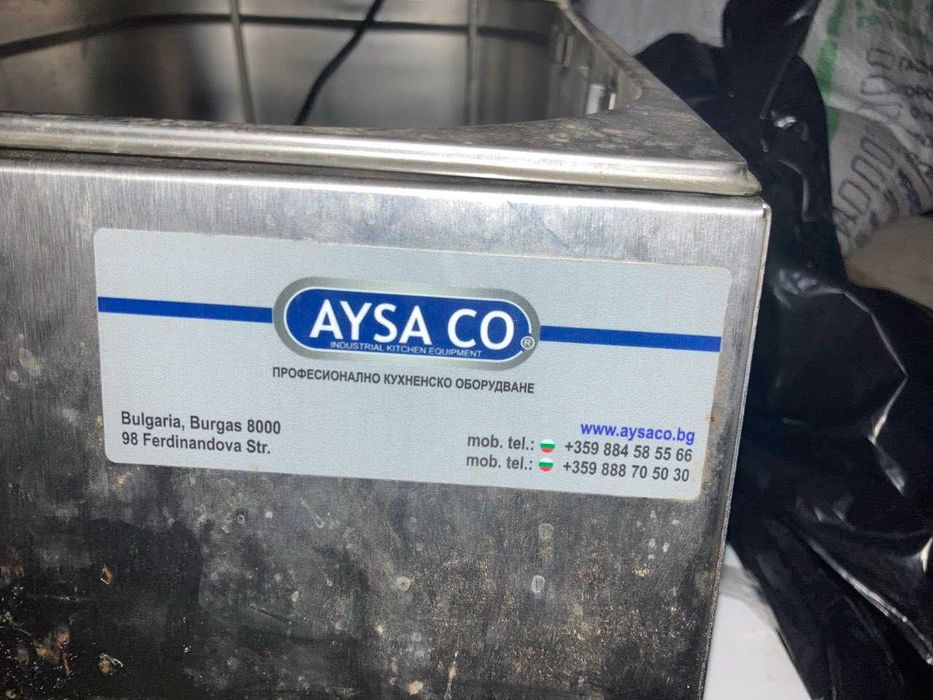 AYSA CO ®
INDUSTRIAL KITCHEN EQUIPMENT
ПРОФЕСИОНАЛНО КУХНЕНСКО ОБОРУДВАНЕ
Bulgaria, Burgas 8000
98 Ferdinandova Str.
www.aysaco.bg
mob. tel.: +359 884 58 55 66
mob. tel.: +359 888 70 50 30